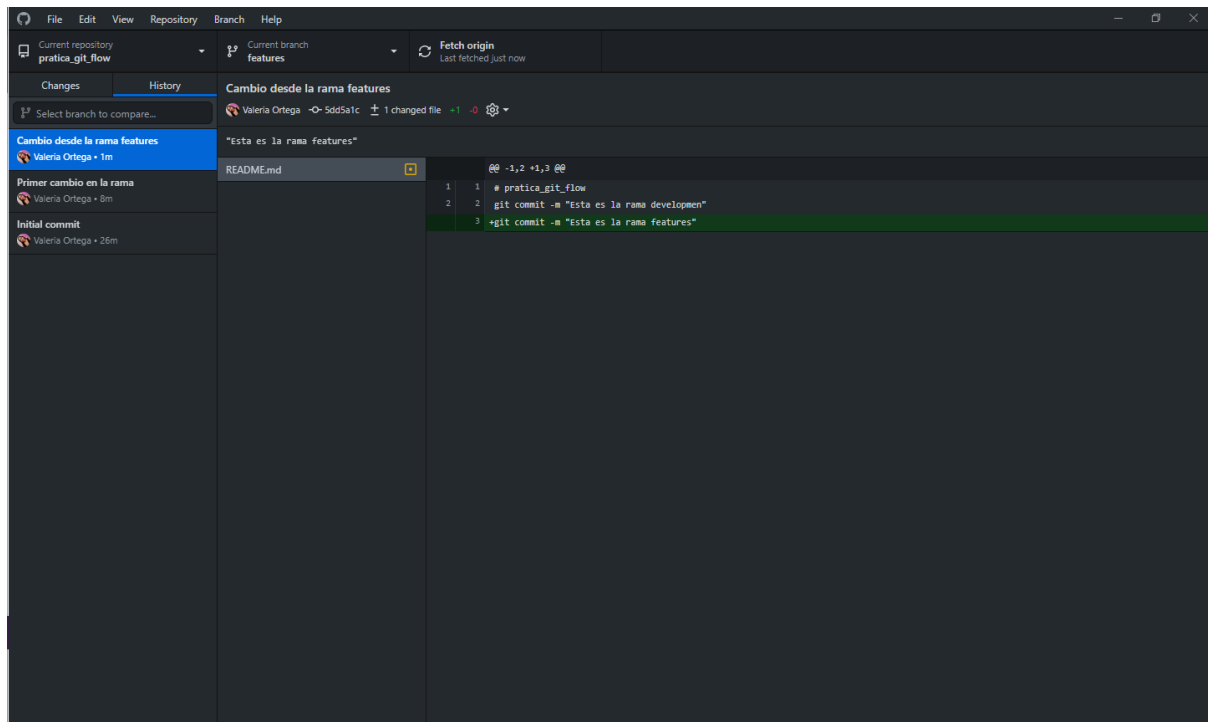 File Edit View Repository Branch Help
Current repository
pratica_git_flow
Current branch
features
Fetch origin
Last fetched just now
Changes History
Select branch to compare...
Cambio desde la rama features
Valeria Ortega • 1m
Primer cambio en la rama
Valeria Ortega • 8m
Initial commit
Valeria Ortega • 26m
Cambio desde la rama features
Valeria Ortega 5dd5a1c 1 changed file +1 -0
"Esta es la rama features"
README.md
@@ -1,2 +1,3 @@
1 1 # pratica_git_flow
2 2 git commit -m "Esta es la rama developmen"
3 +git commit -m "Esta es la rama features"